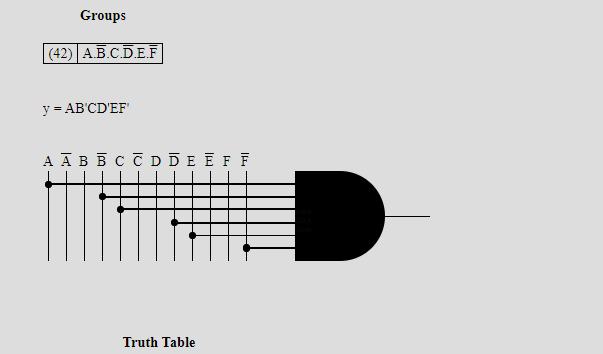 Groups
(42) A.B̅.C.D̅.E.F̅
y = AB'CD'EF'
A A̅ B B̅ C C̅ D D̅ E E̅ F F̅
Truth Table